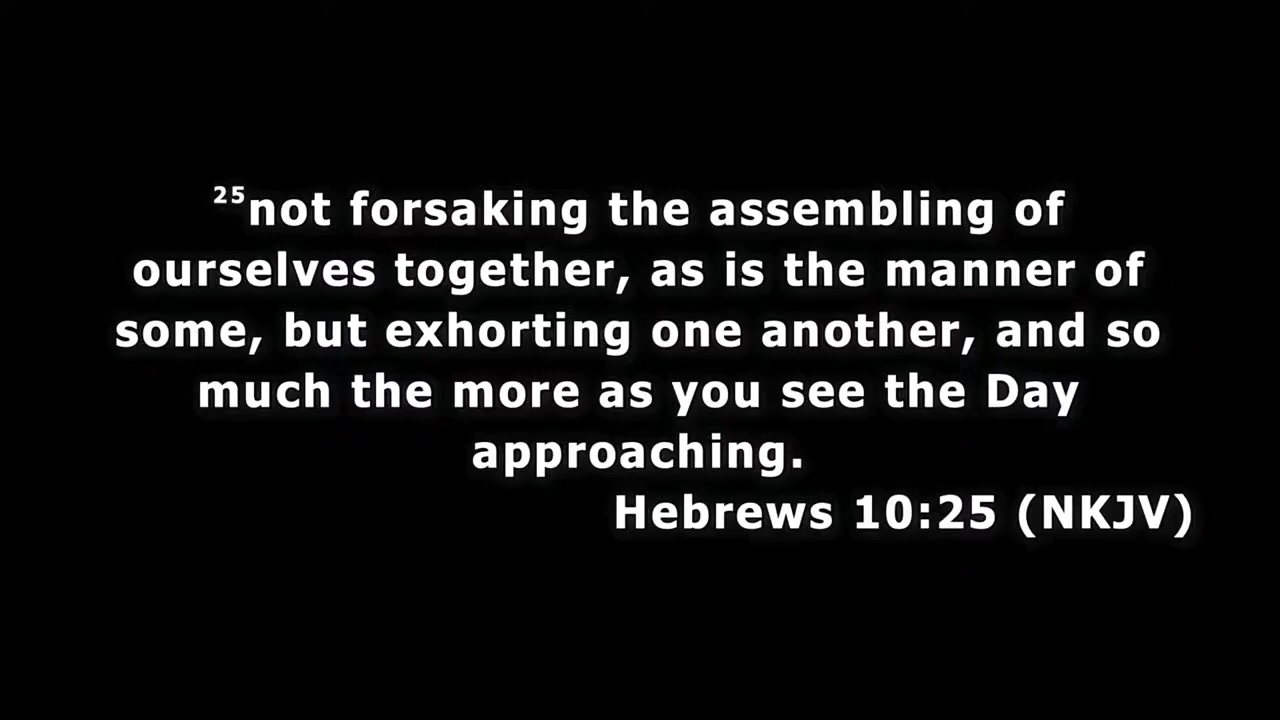 ²⁵not forsaking the assembling of
ourselves together, as is the manner of
some, but exhorting one another, and so
much the more as you see the Day
approaching.
Hebrews 10:25 (NKJV)